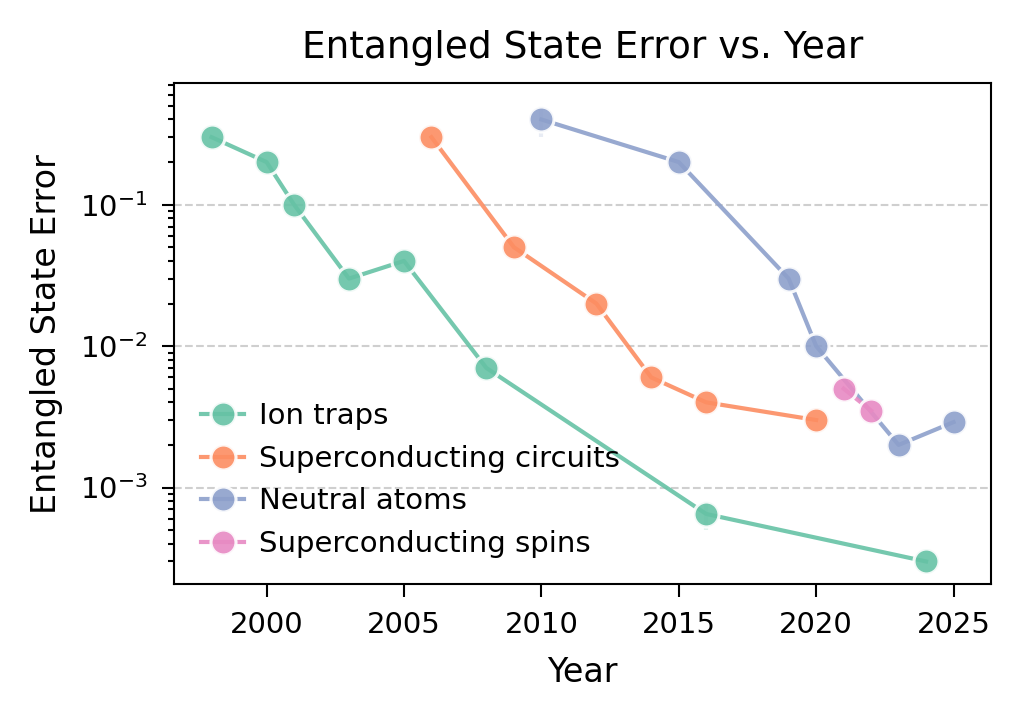 Entangled State Error vs. Year
Entangled State Error
10⁻¹
10⁻²
10⁻³
Ion traps
Superconducting circuits
Neutral atoms
Superconducting spins
2000 2005 2010 2015 2020 2025
Year